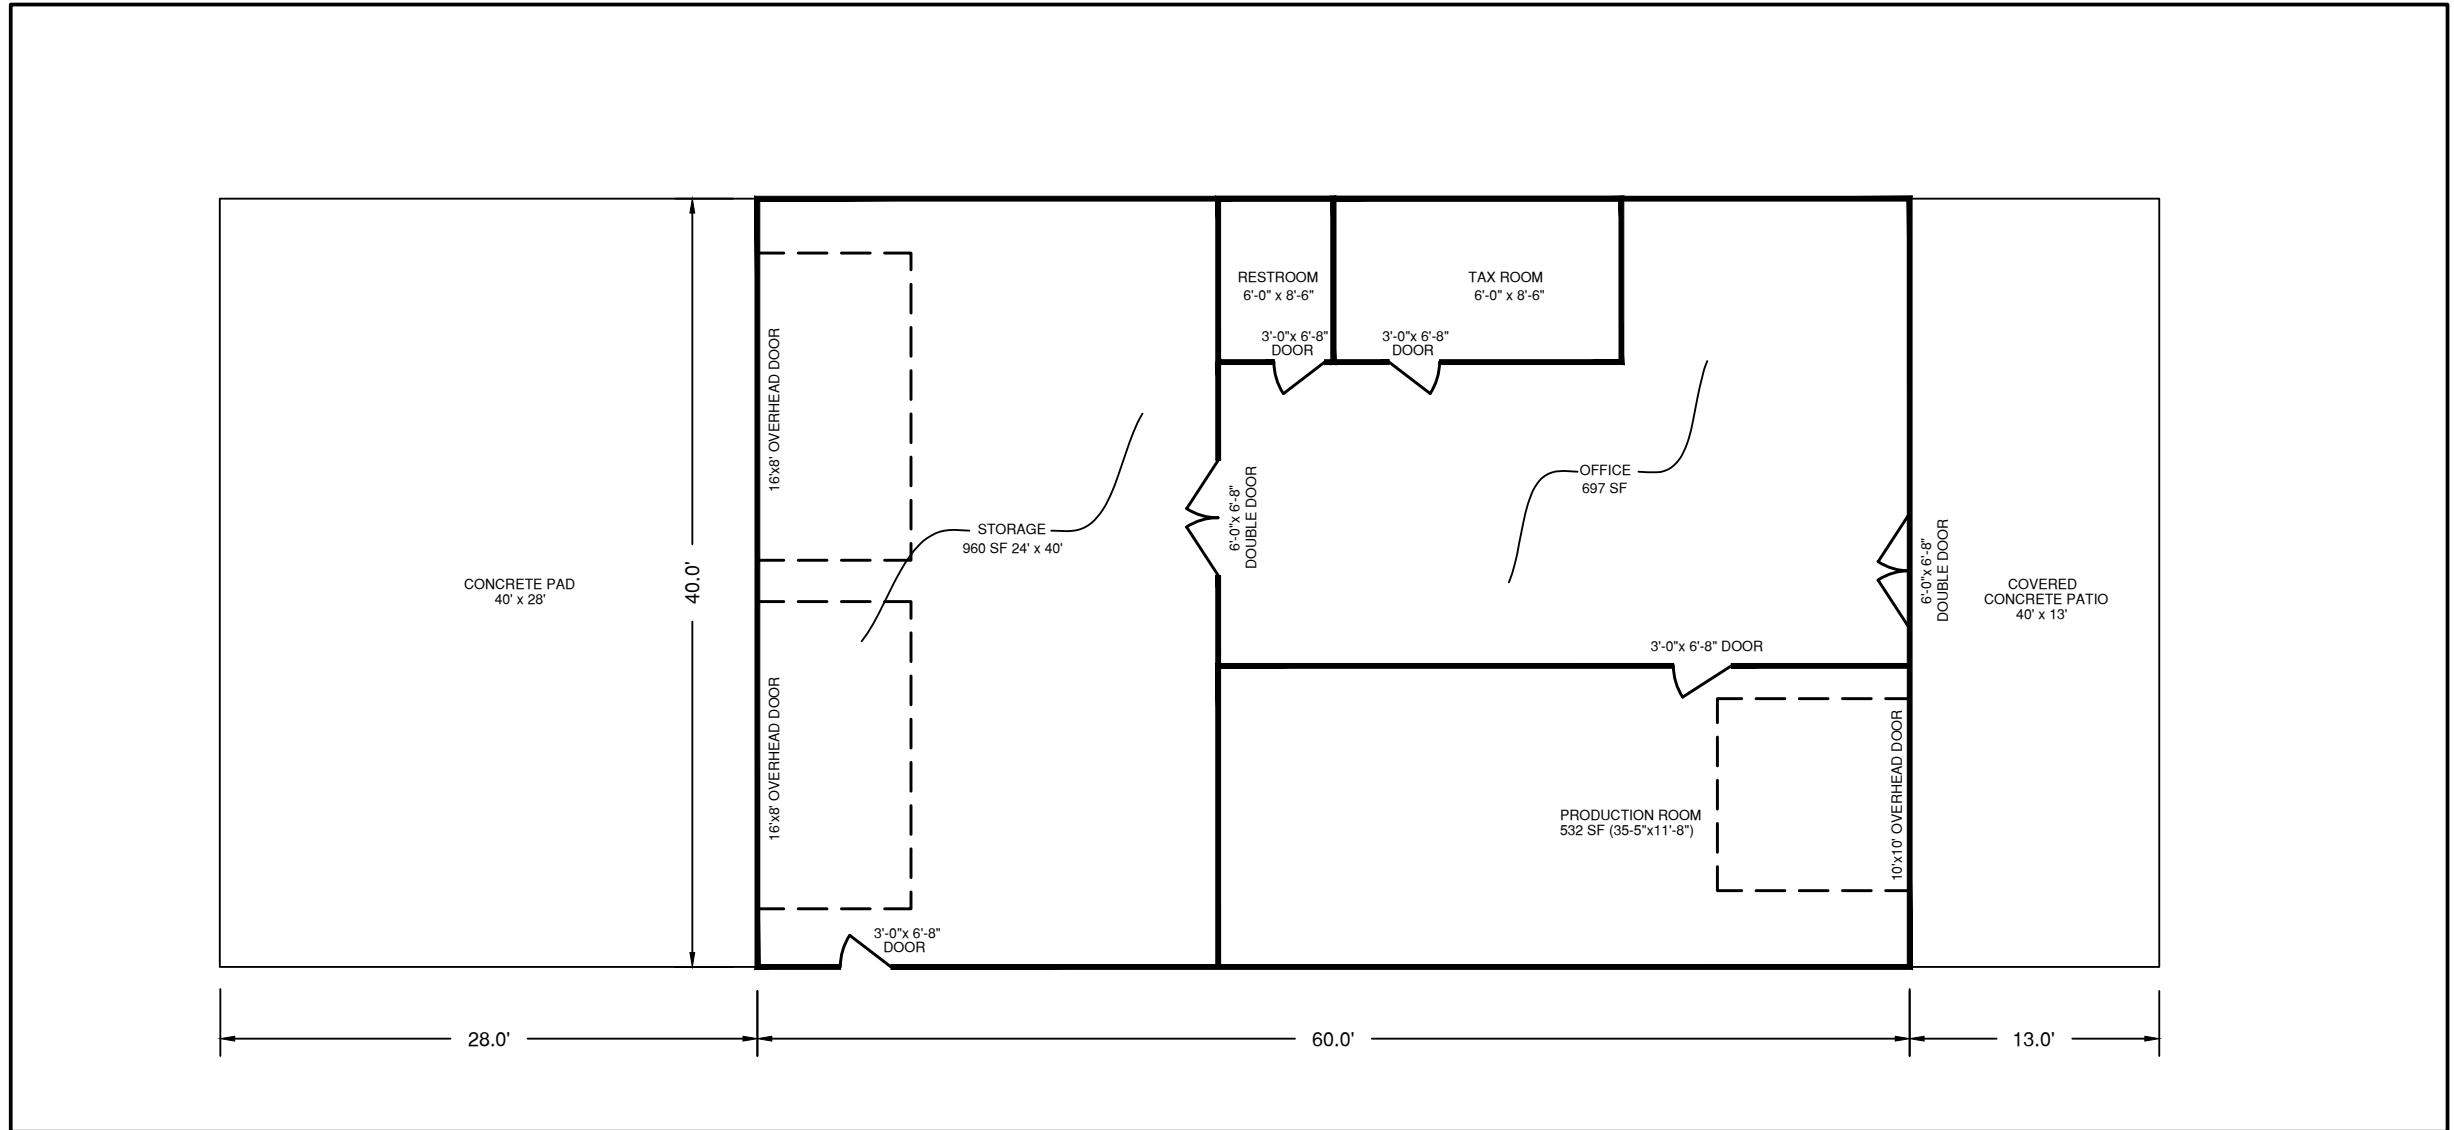 RESTROOM
6'-0" x 8'-6"
TAX ROOM
6'-0" x 8'-6"
3'-0"x 6'-8"
DOOR
3'-0"x 6'-8"
DOOR
16'x8' OVERHEAD DOOR
OFFICE
697 SF
STORAGE
960 SF 24' x 40'
6'-0"x 6'-8"
DOUBLE DOOR
6'-0"x 6'-8"
DOUBLE DOOR
CONCRETE PAD
40' x 28'
40.0'
COVERED
CONCRETE PATIO
40' x 13'
3'-0"x 6'-8" DOOR
16'x8' OVERHEAD DOOR
10'x10' OVERHEAD DOOR
PRODUCTION ROOM
532 SF (35-5"x11'-8")
3'-0"x 6'-8"
DOOR
28.0'
60.0'
13.0'